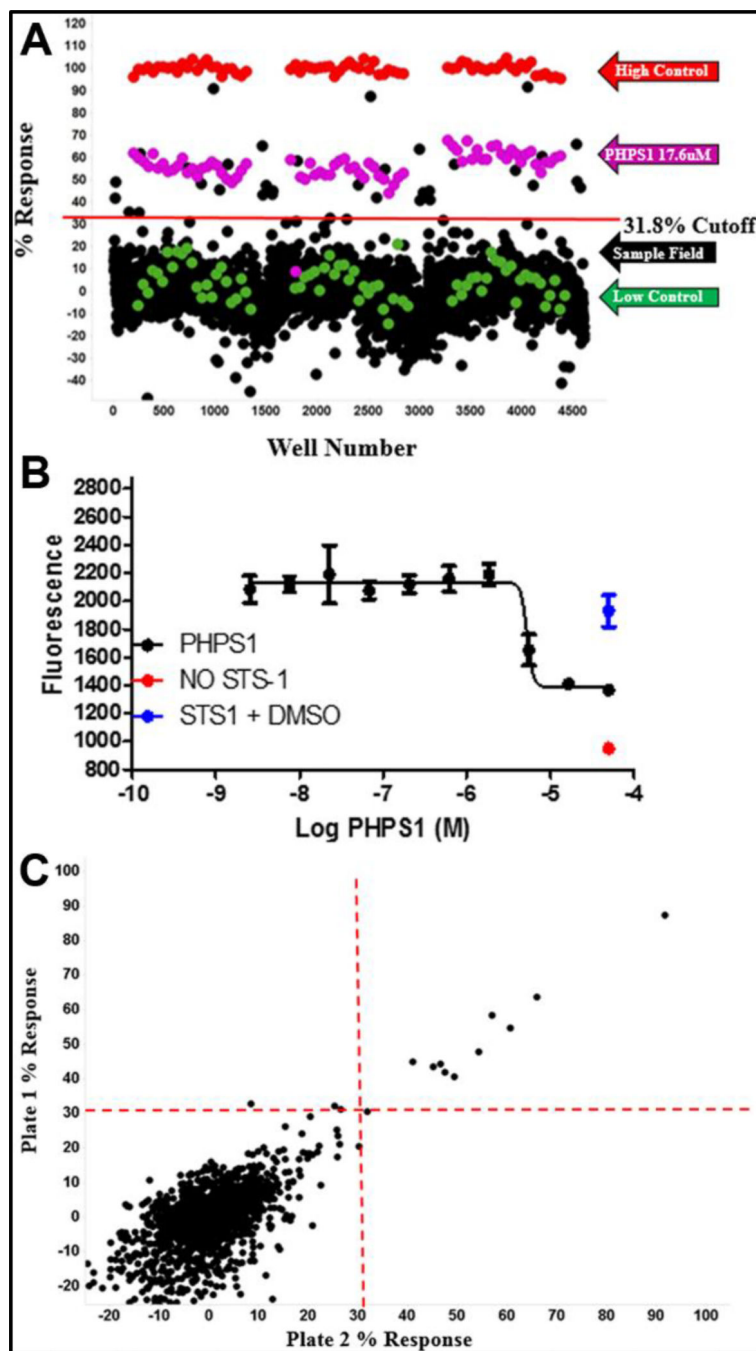 A
120
110
100
90
80
70
60
50
40
30
20
10
0
-10
-20
-30
-40
% Response
High Control
PHPS1 17.6uM
31.8% Cutoff
Sample Field
Low Control
0 500 1000 1500 2000 2500 3000 3500 4000 4500
Well Number
B
2800
2600
2400
2200
2000
1800
1600
1400
1200
1000
800
Fluorescence
PHPS1
NO STS-1
STS1 + DMSO
-10 -9 -8 -7 -6 -5 -4
Log PHPS1 (M)
C
100
90
80
70
60
50
40
30
20
10
0
-10
-20
Plate 1 % Response
-20 -10 0 10 20 30 40 50 60 70 80 90 100
Plate 2 % Response